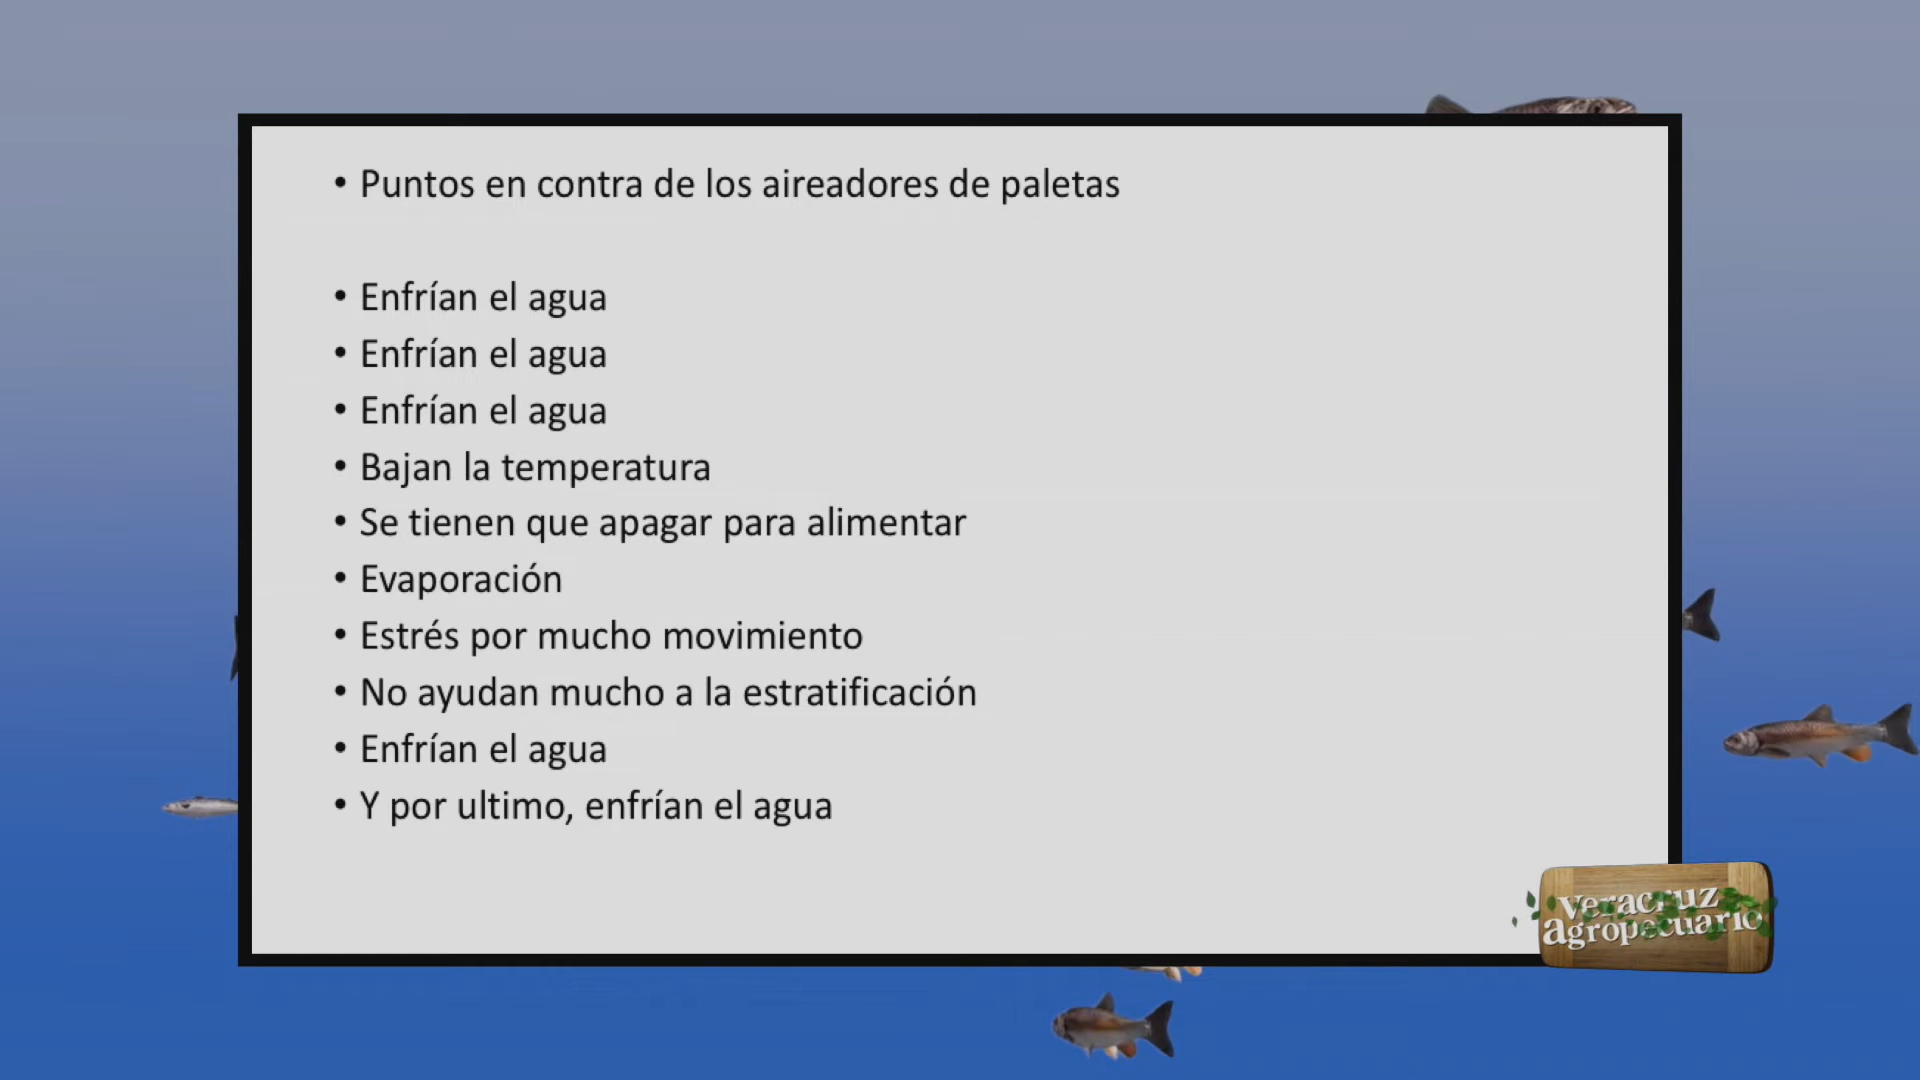 • Puntos en contra de los aireadores de paletas
• Enfrían el agua
• Enfrían el agua
• Enfrían el agua
• Bajan la temperatura
• Se tienen que apagar para alimentar
• Evaporación
• Estrés por mucho movimiento
• No ayudan mucho a la estratificación
• Enfrían el agua
• Y por ultimo, enfrían el agua
veracruz
agropecuario